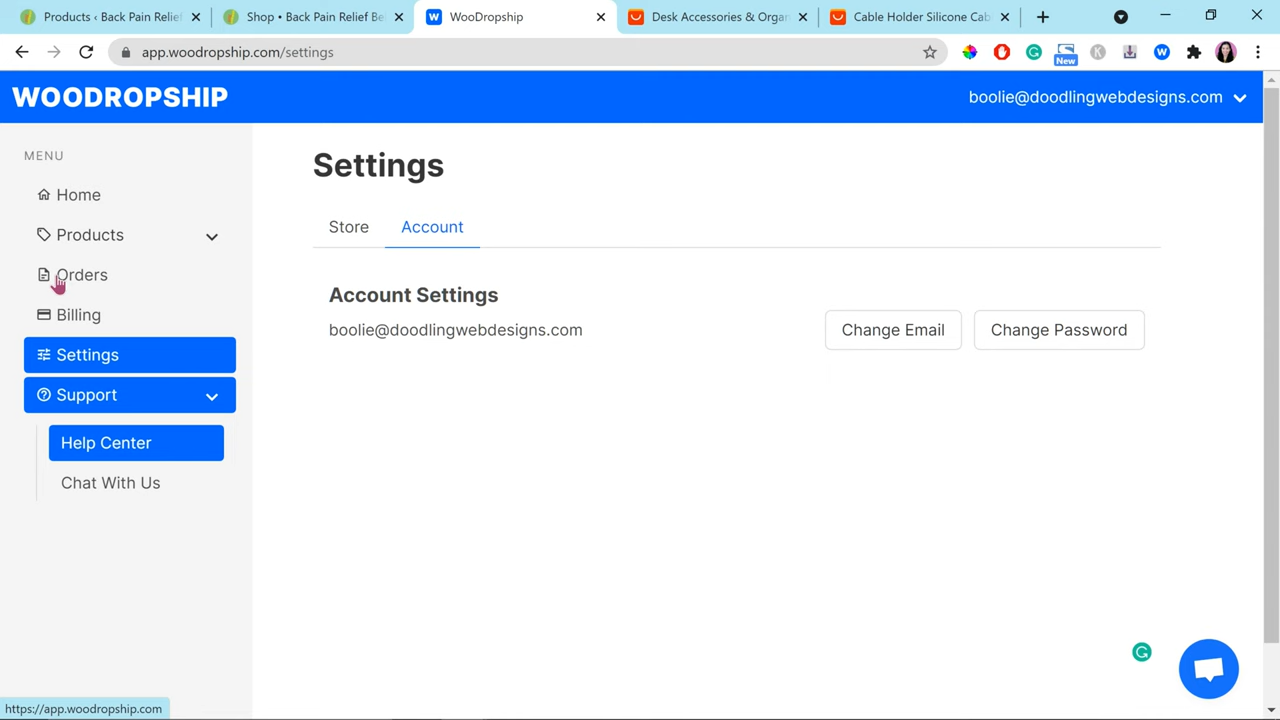 Products ‹ Back Pain Relief
Shop • Back Pain Relief Be
WooDropship
Desk Accessories & Organ
Cable Holder Silicone Cab
app.woodropship.com/settings
New
K
W
WOODROPSHIP
boolie@doodlingwebdesigns.com
MENU
Home
Products
Orders
Billing
Settings
Support
Help Center
Chat With Us
Settings
Store
Account
Account Settings
boolie@doodlingwebdesigns.com
Change Email
Change Password
https://app.woodropship.com